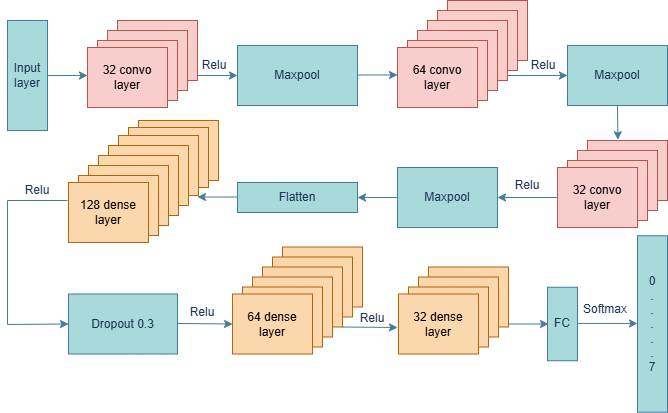 Input
layer
32 convo
layer
Relu
Maxpool
64 convo
layer
Relu
Maxpool
32 convo
layer
Relu
Maxpool
Flatten
128 dense
layer
Relu
Dropout 0.3
Relu
64 dense
layer
Relu
32 dense
layer
FC
Softmax
0
.
.
.
.
.
7